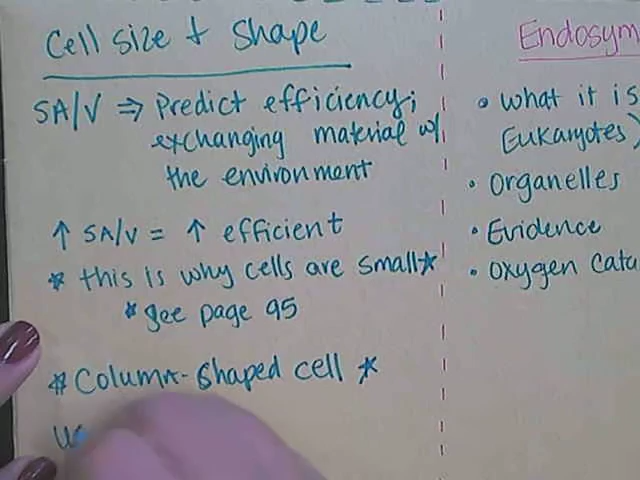 Cell size + shape
SA/V ⇒ Predict efficiency;
exchanging material w/
the environment
↑ SA/V = ↑ efficient
* this is why cells are small*
* See page 95
* Column-shaped cell *
Endosym
• What it is
Eukaryotes)
• Organelles
• Evidence
• Oxygen Cata